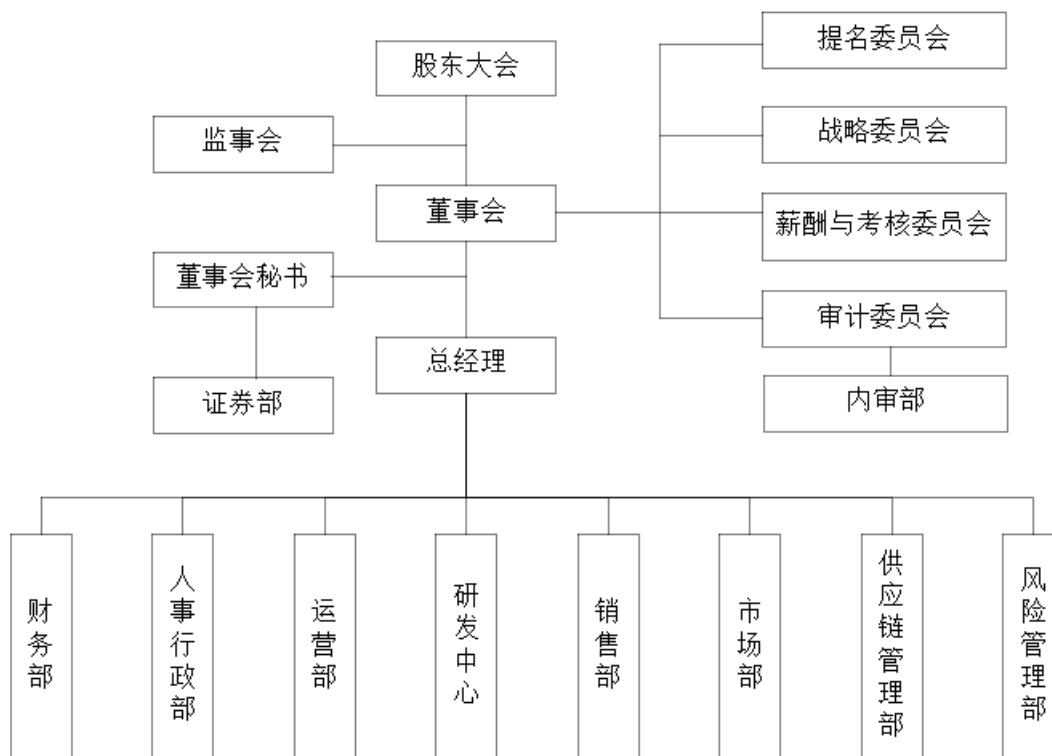 股东大会
提名委员会
监事会
战略委员会
董事会
薪酬与考核委员会
董事会秘书
审计委员会
总经理
证券部
内审部
财务部
人事行政部
运营部
研发中心
销售部
市场部
供应链管理部
风险管理部